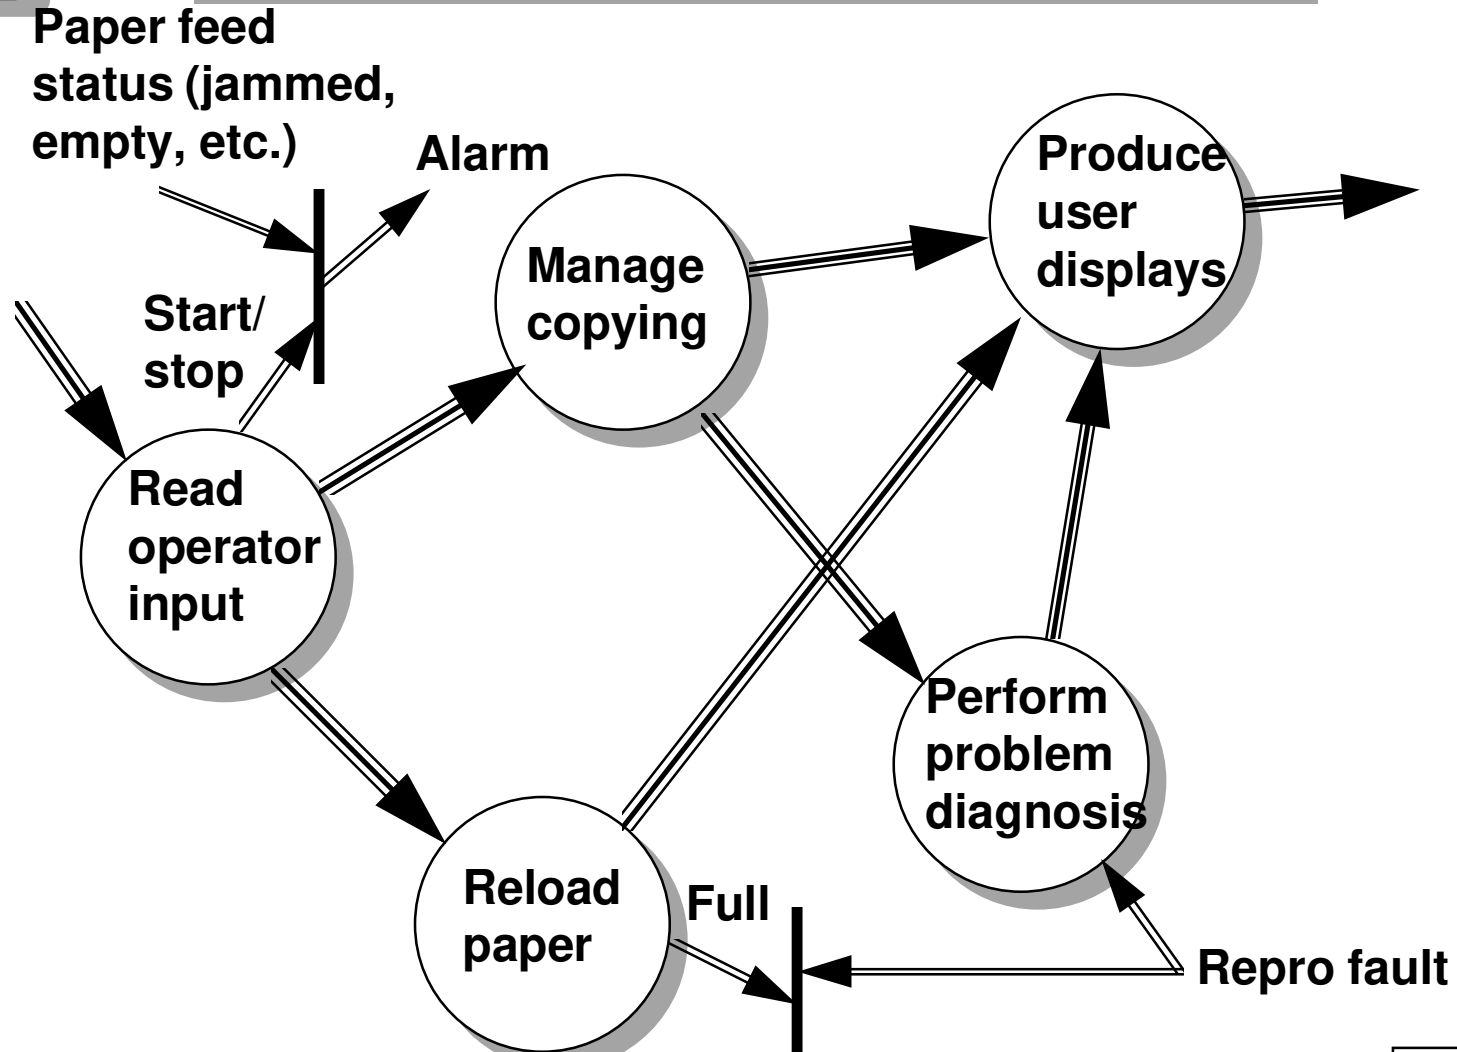 Paper feed
status (jammed,
empty, etc.)
Alarm
Start/
stop
Manage
copying
Produce
user
displays
Read
operator
input
Perform
problem
diagnosis
Reload
paper
Full
Repro fault